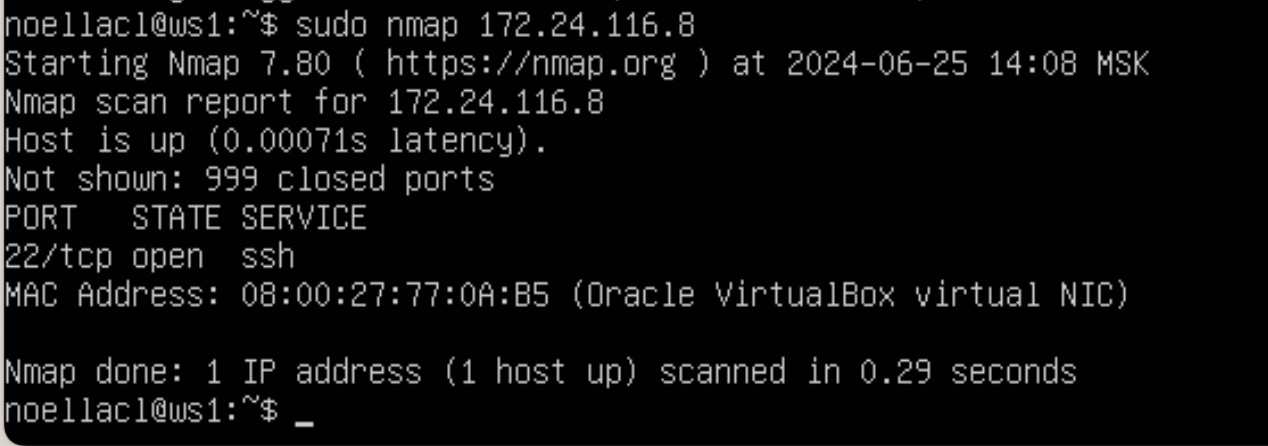 noellacl@ws1:~$ sudo nmap 172.24.116.8
Starting Nmap 7.80 ( https://nmap.org ) at 2024-06-25 14:08 MSK
Nmap scan report for 172.24.116.8
Host is up (0.00071s latency).
Not shown: 999 closed ports
PORT   STATE SERVICE
22/tcp open  ssh
MAC Address: 08:00:27:77:0A:B5 (Oracle VirtualBox virtual NIC)

Nmap done: 1 IP address (1 host up) scanned in 0.29 seconds
noellacl@ws1:~$ _